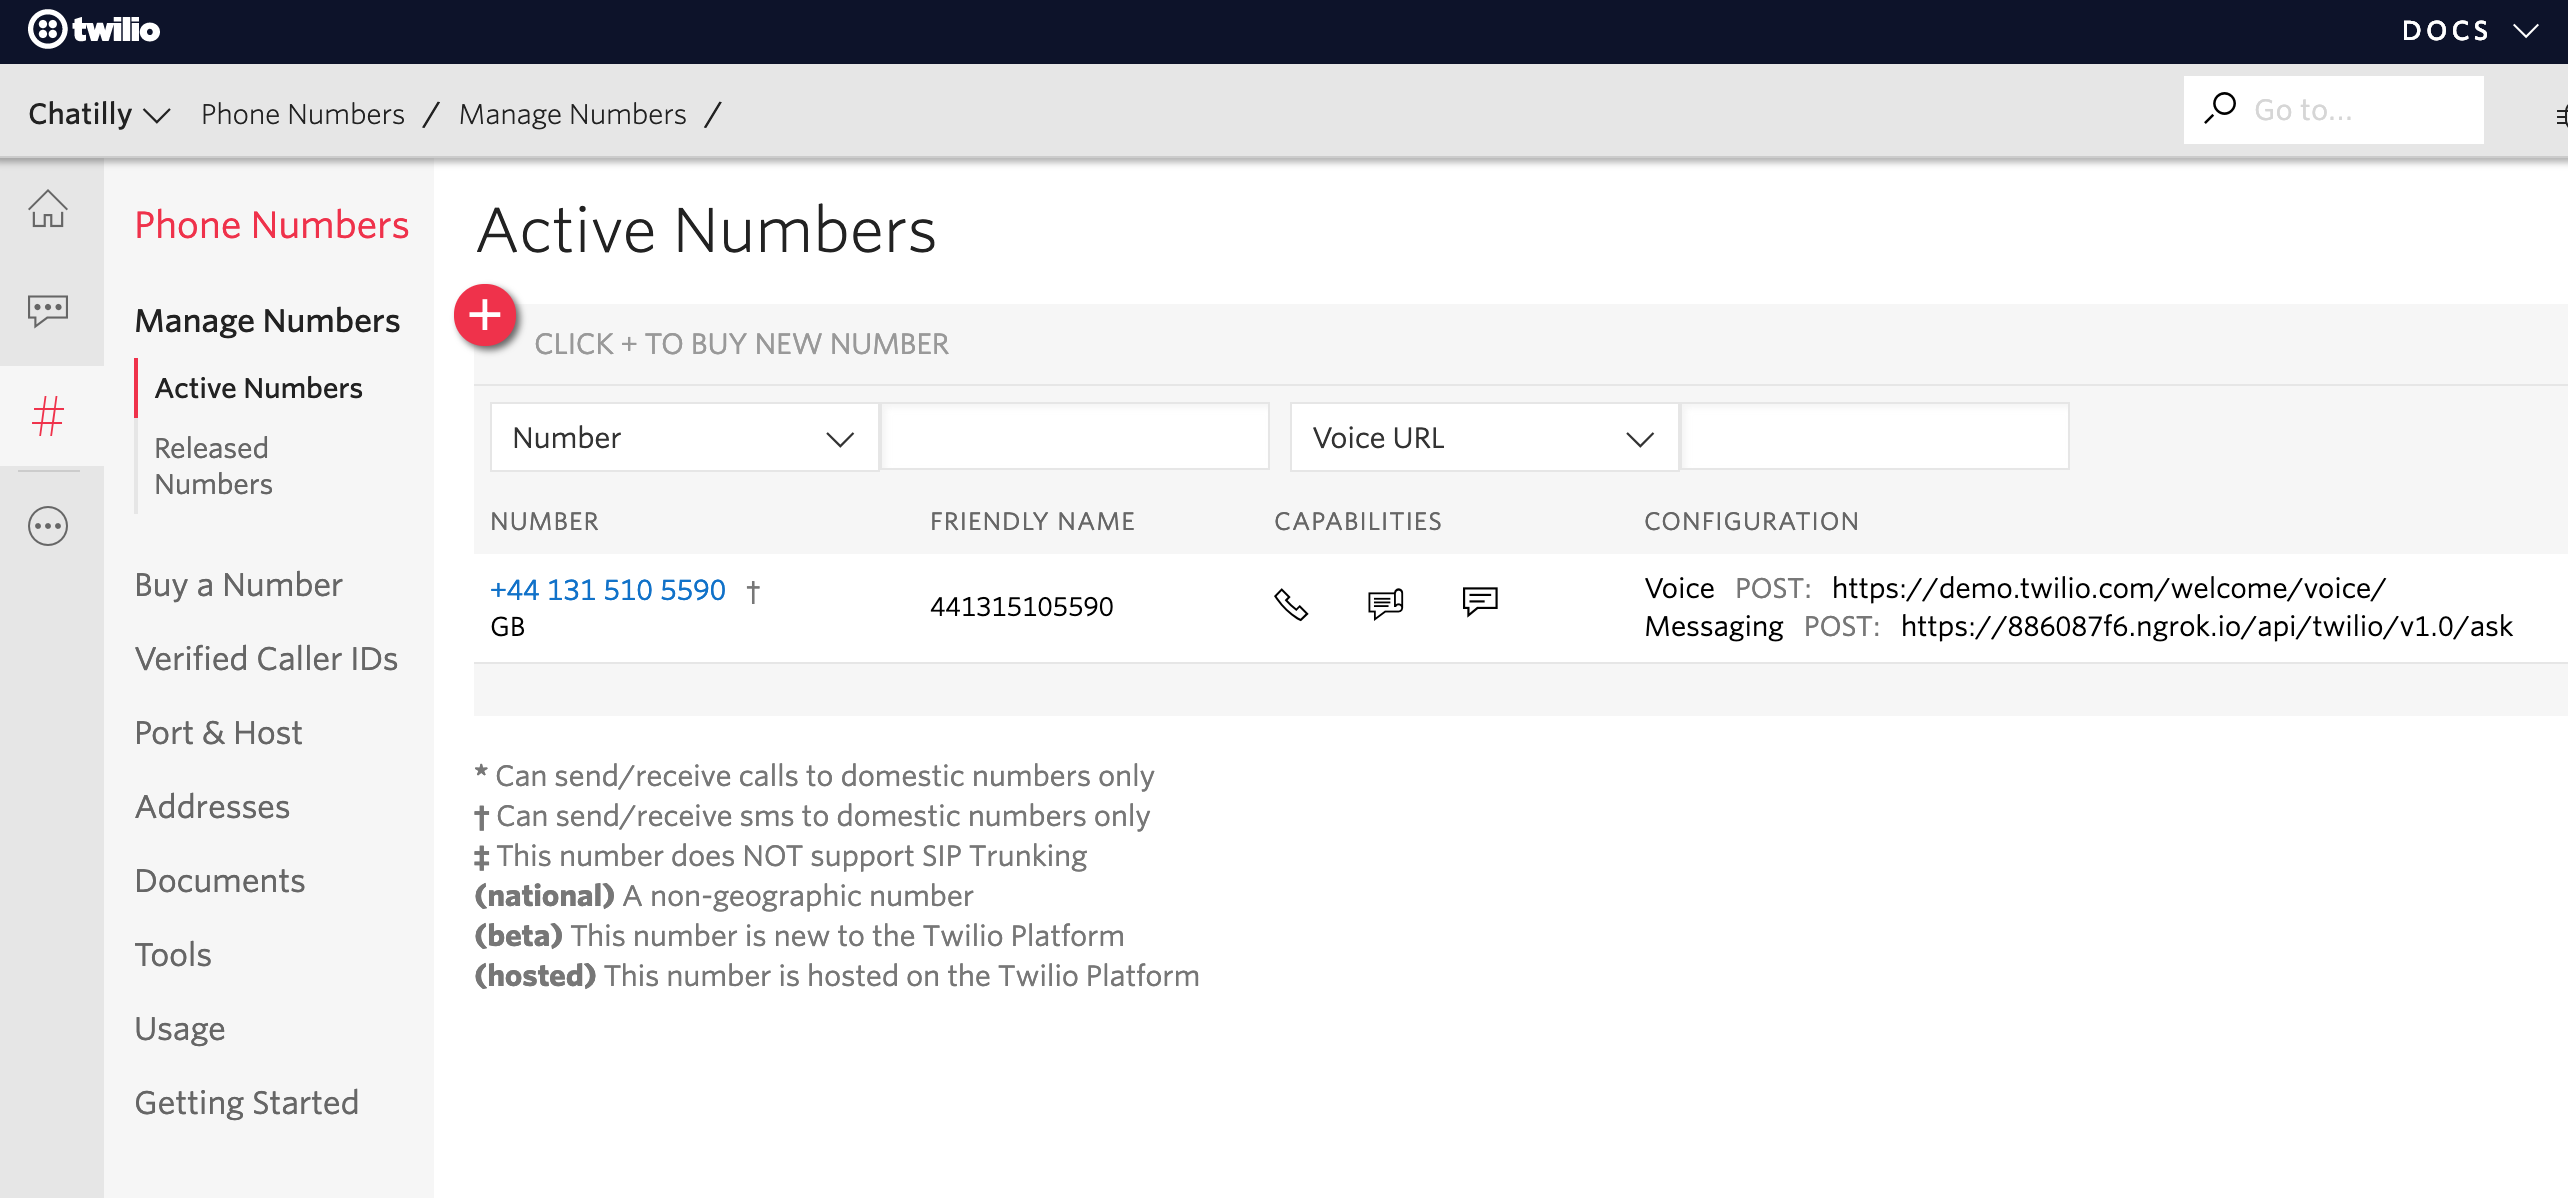 twilio
DOCS
Chatilly Phone Numbers / Manage Numbers /
Go to...
Phone Numbers
Manage Numbers
Active Numbers
Released
Numbers
Buy a Number
Verified Caller IDs
Port & Host
Addresses
Documents
Tools
Usage
Getting Started
Active Numbers
+
CLICK + TO BUY NEW NUMBER
Number
Voice URL
NUMBER FRIENDLY NAME CAPABILITIES CONFIGURATION
+44 131 510 5590 †
GB
441315105590
Voice POST: https://demo.twilio.com/welcome/voice/
Messaging POST: https://886087f6.ngrok.io/api/twilio/v1.0/ask
* Can send/receive calls to domestic numbers only
† Can send/receive sms to domestic numbers only
‡ This number does NOT support SIP Trunking
(national) A non-geographic number
(beta) This number is new to the Twilio Platform
(hosted) This number is hosted on the Twilio Platform